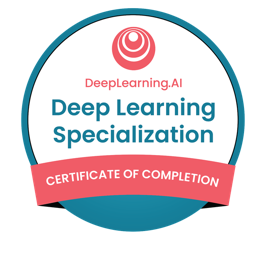 DeepLearning.AI
Deep Learning
Specialization
CERTIFICATE OF COMPLETION